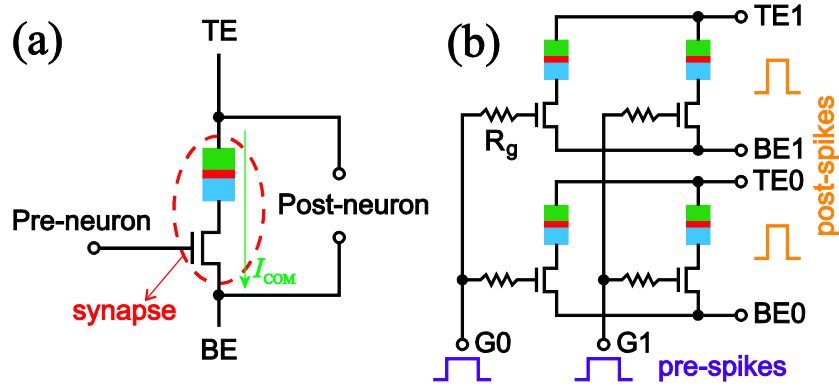 (a)
TE
Pre-neuron
Post-neuron
I_COM
synapse
BE
(b)
TE1
R_g
BE1
TE0
BE0
G0
G1
pre-spikes
post-spikes